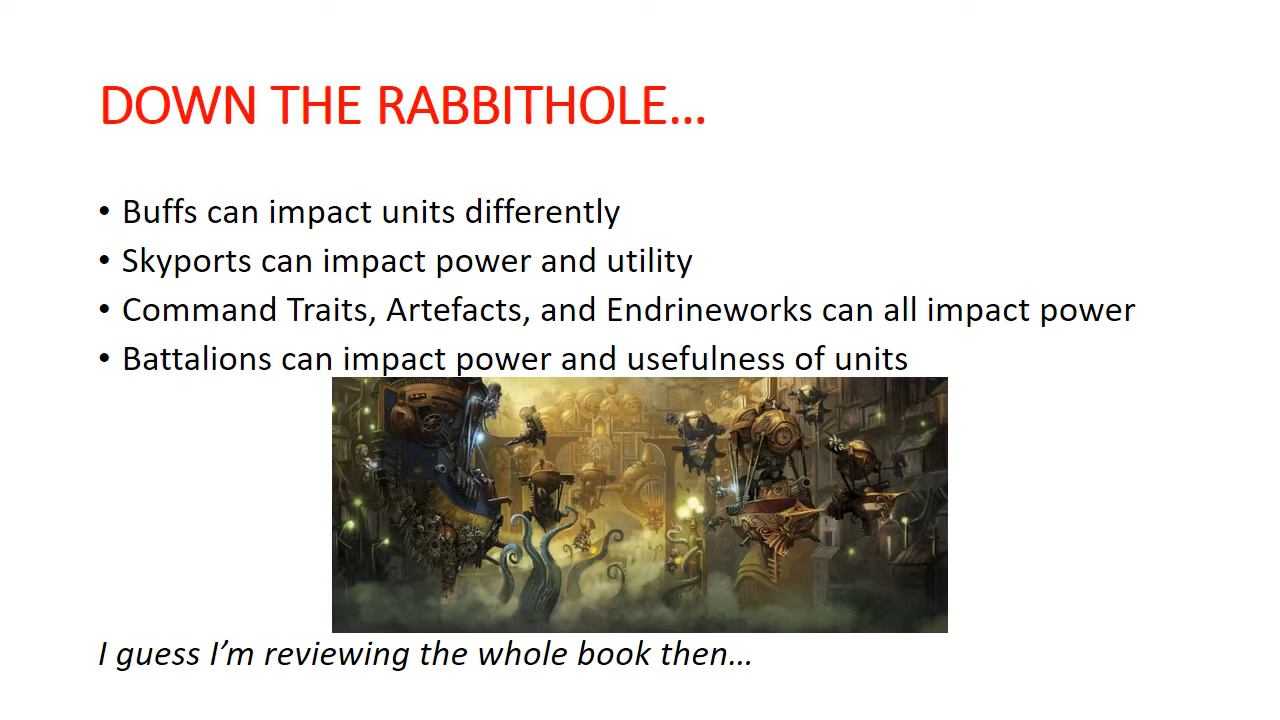 DOWN THE RABBITHOLE…
• Buffs can impact units differently
• Skyports can impact power and utility
• Command Traits, Artefacts, and Endrineworks can all impact power
• Battalions can impact power and usefulness of units
I guess I’m reviewing the whole book then…